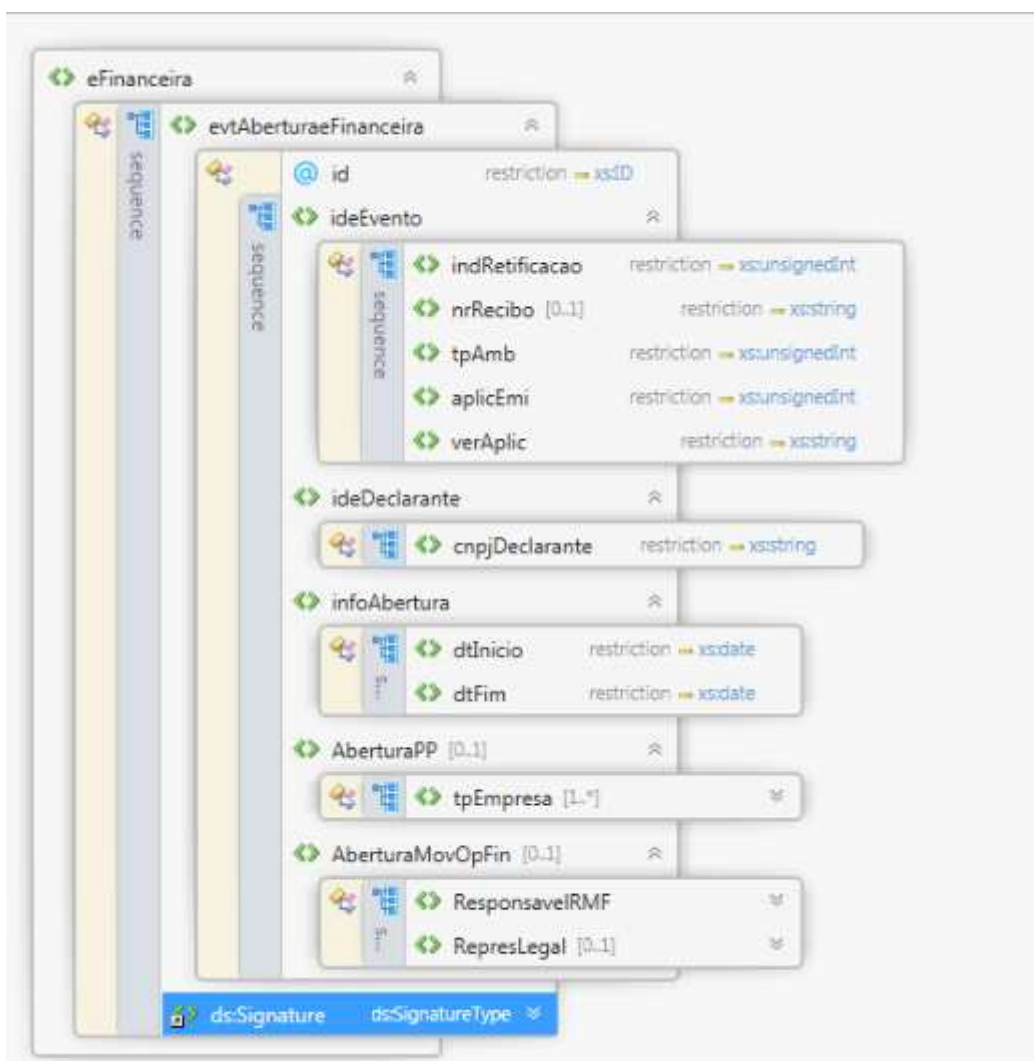 eFinanceira
sequence
evtAberturaeFinanceira
sequence
@ id restriction xs:ID
ideEvento
sequence
indRetificacao restriction xs:unsignedInt
nrRecibo [0..1] restriction xs:string
tpAmb restriction xs:unsignedInt
aplicEmi restriction xs:unsignedInt
verAplic restriction xs:string
ideDeclarante
cnpjDeclarante restriction xs:string
infoAbertura
s...
dtInicio restriction xs:date
dtFim restriction xs:date
AberturaPP [0..1]
tpEmpresa [1..*]
AberturaMovOpFin [0..1]
s...
ResponsavelRMF
RepresLegal [0..1]
ds:Signature ds:SignatureType